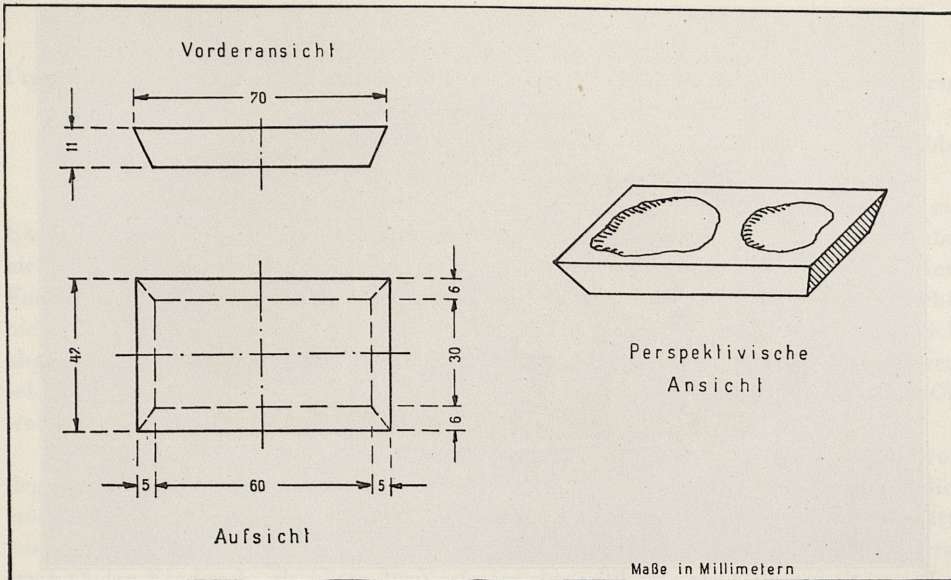 Vorderansicht
70
11
42
6
30
6
5
60
5
Aufsicht
Perspektivische
Ansicht
Maße in Millimetern